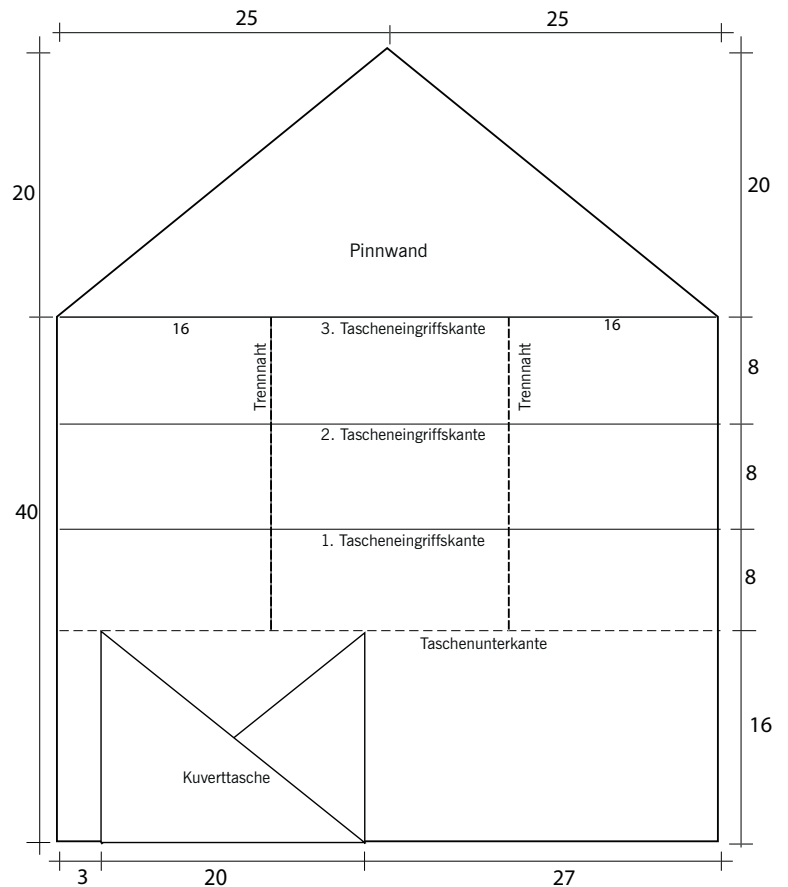 25
25
20
20
Pinnwand
16
3. Tascheneingriffskante
16
Trennnaht
Trennnaht
8
2. Tascheneingriffskante
8
40
1. Tascheneingriffskante
8
Taschenunterkante
16
Kuverttasche
3
20
27